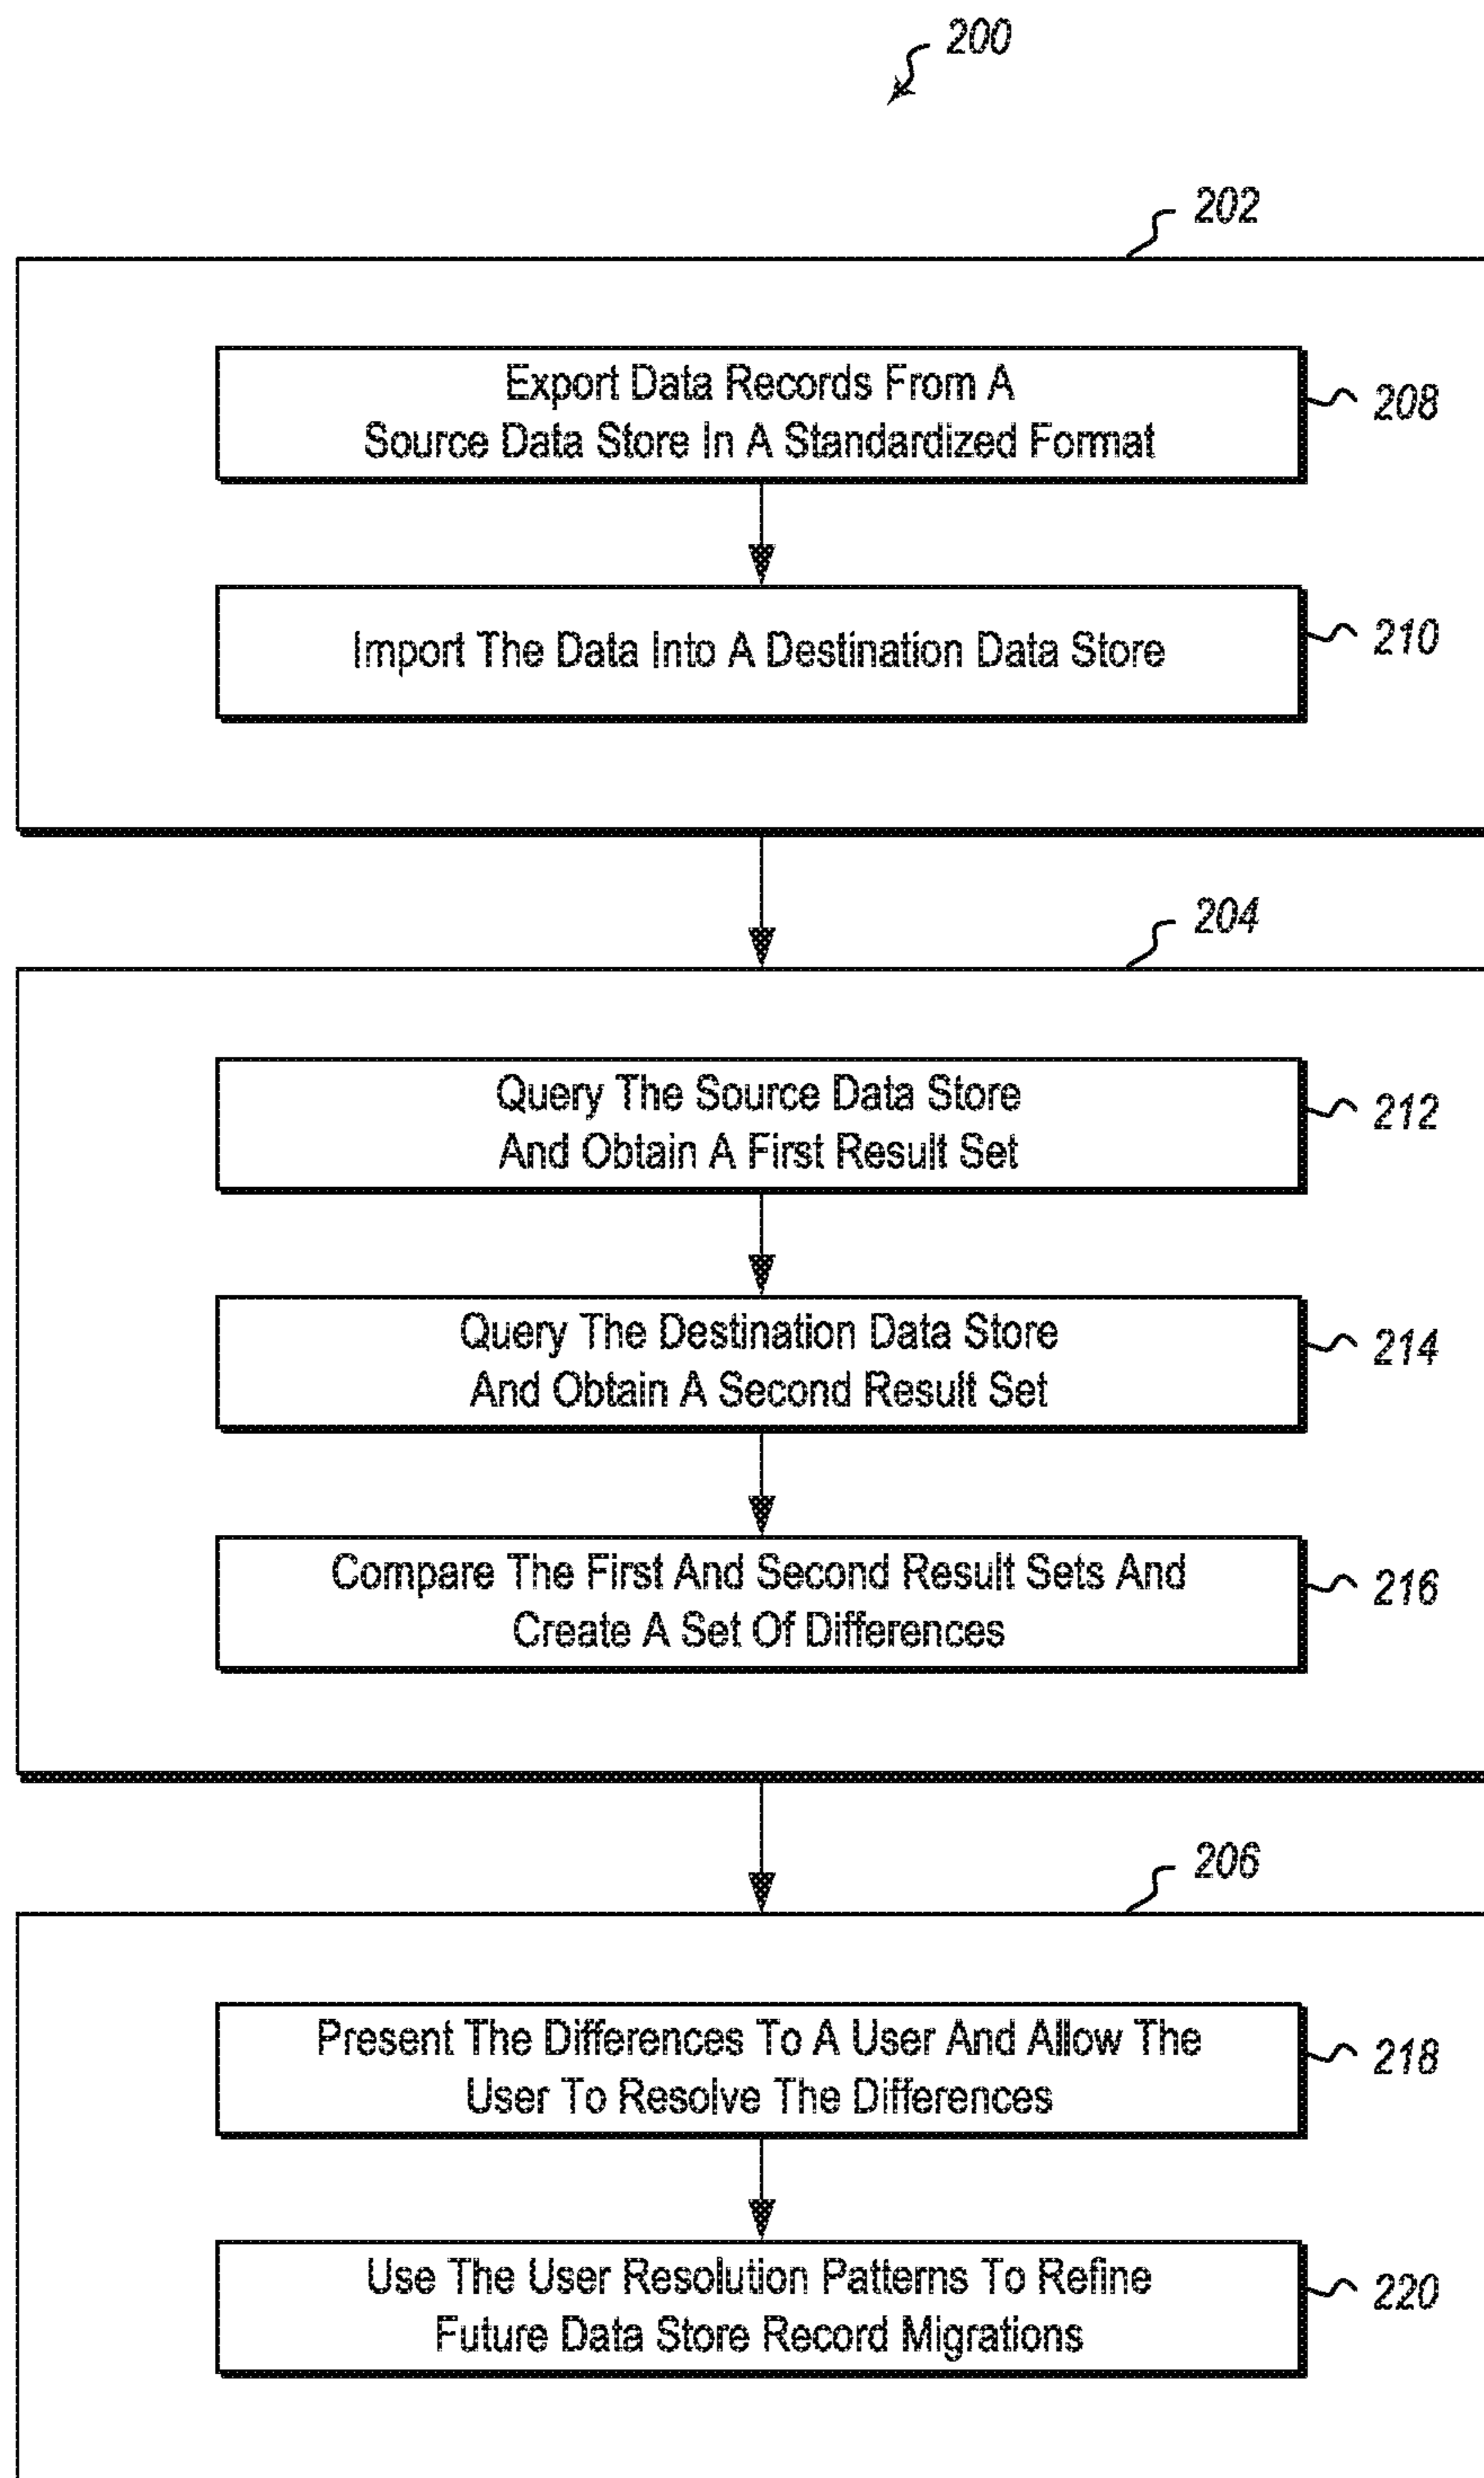 200
202
Export Data Records From A
Source Data Store In A Standardized Format
208
Import The Data Into A Destination Data Store
210
204
Query The Source Data Store
And Obtain A First Result Set
212
Query The Destination Data Store
And Obtain A Second Result Set
214
Compare The First And Second Result Sets And
Create A Set Of Differences
216
206
Present The Differences To A User And Allow The
User To Resolve The Differences
218
Use The User Resolution Patterns To Refine
Future Data Store Record Migrations
220